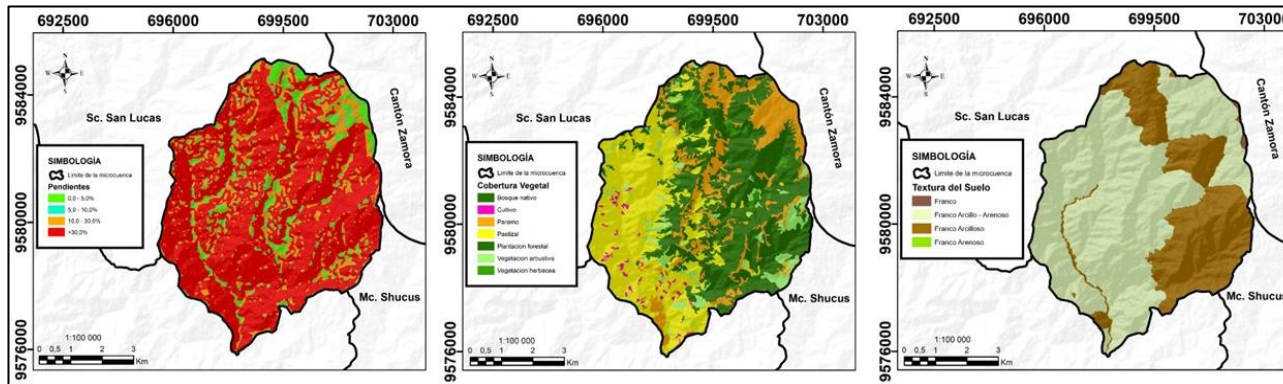 692500 696000 699500 703000
9584000
9580000
9576000
N
W E
S
Sc. San Lucas
Cantón Zamora
Mc. Shucus
SIMBOLOGÍA
Limite de la microcuenca
Pendientes
0,0 - 5,0%
5,0 - 10,0%
10,0 - 30,0%
>30,0%
1:100 000
0 0,5 1 2 3
Km
692500 696000 699500 703000
9584000
9580000
9576000
N
W E
S
Sc. San Lucas
Cantón Zamora
Mc. Shucus
SIMBOLOGÍA
Limite de la microcuenca
Cobertura Vegetal
Bosque nativo
Cultivo
Paramo
Pastizal
Plantacion forestal
Vegetacion arbustiva
Vegetacion herbacea
1:100 000
0 0,5 1 2 3
Km
692500 696000 699500 703000
9584000
9580000
9576000
N
W E
S
Sc. San Lucas
Cantón Zamora
Mc. Shucus
SIMBOLOGÍA
Limite de la microcuenca
Textura del Suelo
Franco
Franco Arcillo - Arenoso
Franco Arcilloso
Franco Arenoso
1:100 000
0 0,5 1 2 3
Km